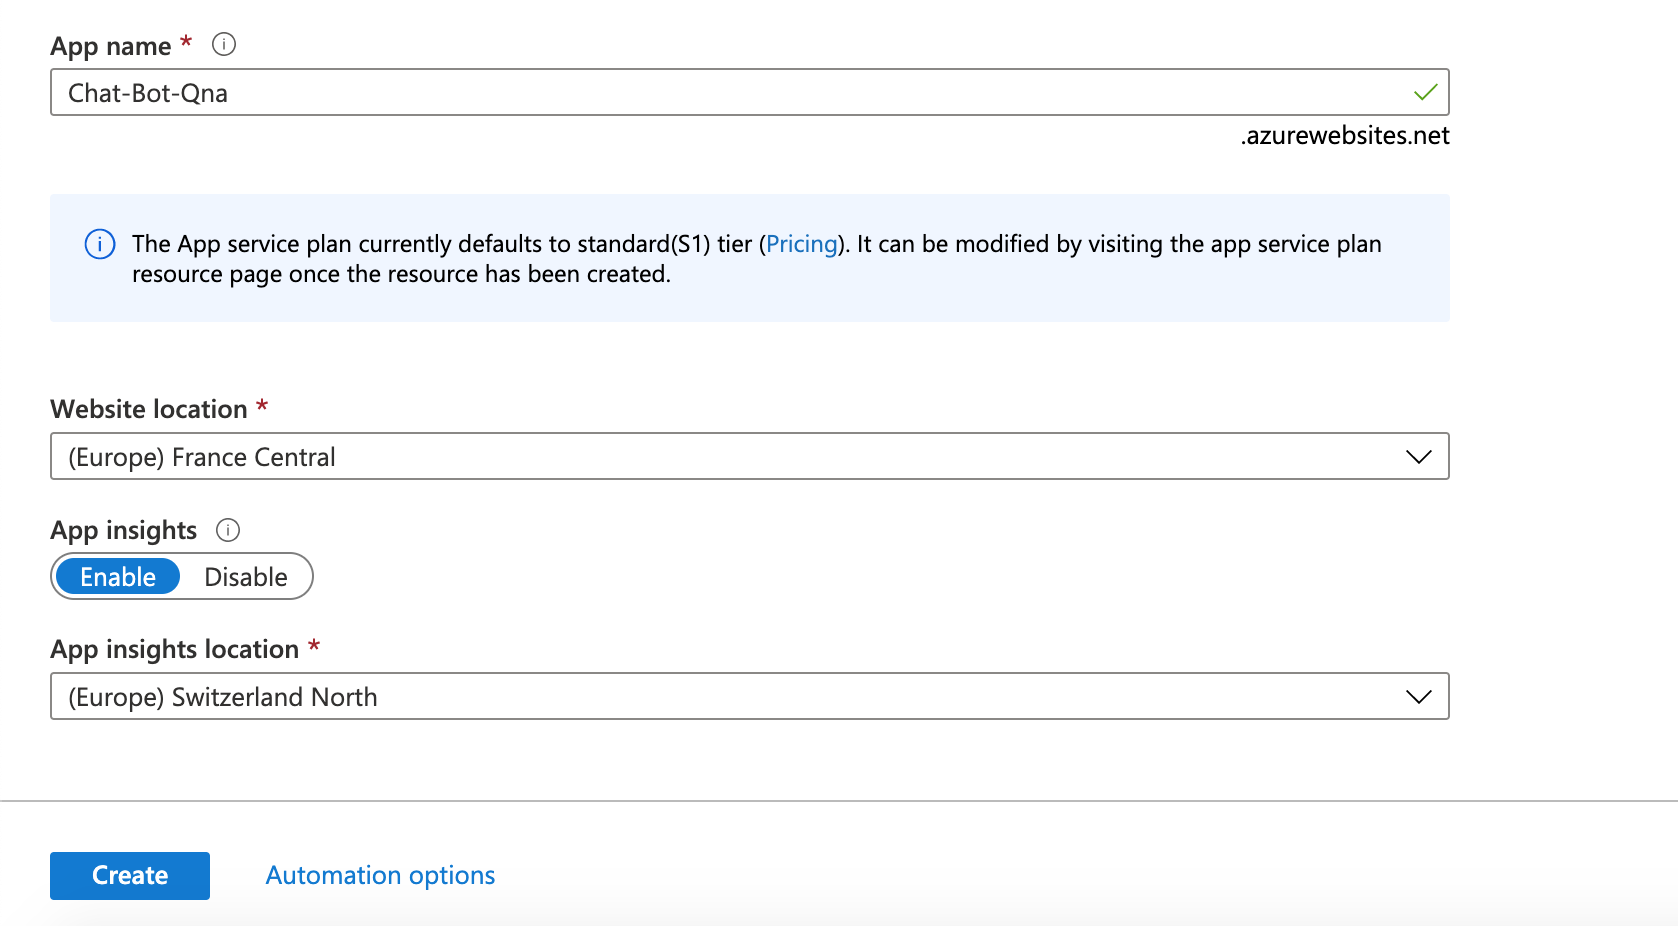 App name *
Chat-Bot-Qna
.azurewebsites.net
The App service plan currently defaults to standard(S1) tier (Pricing). It can be modified by visiting the app service plan
resource page once the resource has been created.
Website location *
(Europe) France Central
App insights
Enable Disable
App insights location *
(Europe) Switzerland North
Create Automation options